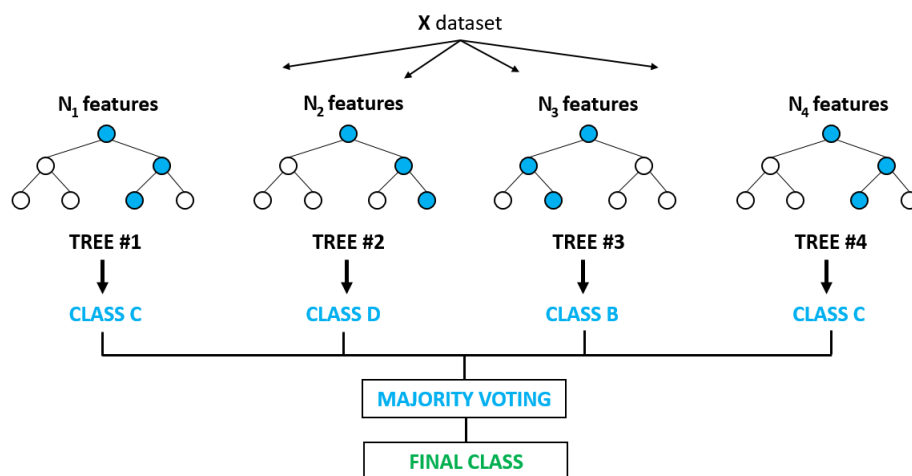 X dataset
N₁ features
N₂ features
N₃ features
N₄ features
TREE #1
TREE #2
TREE #3
TREE #4
CLASS C
CLASS D
CLASS B
CLASS C
MAJORITY VOTING
FINAL CLASS